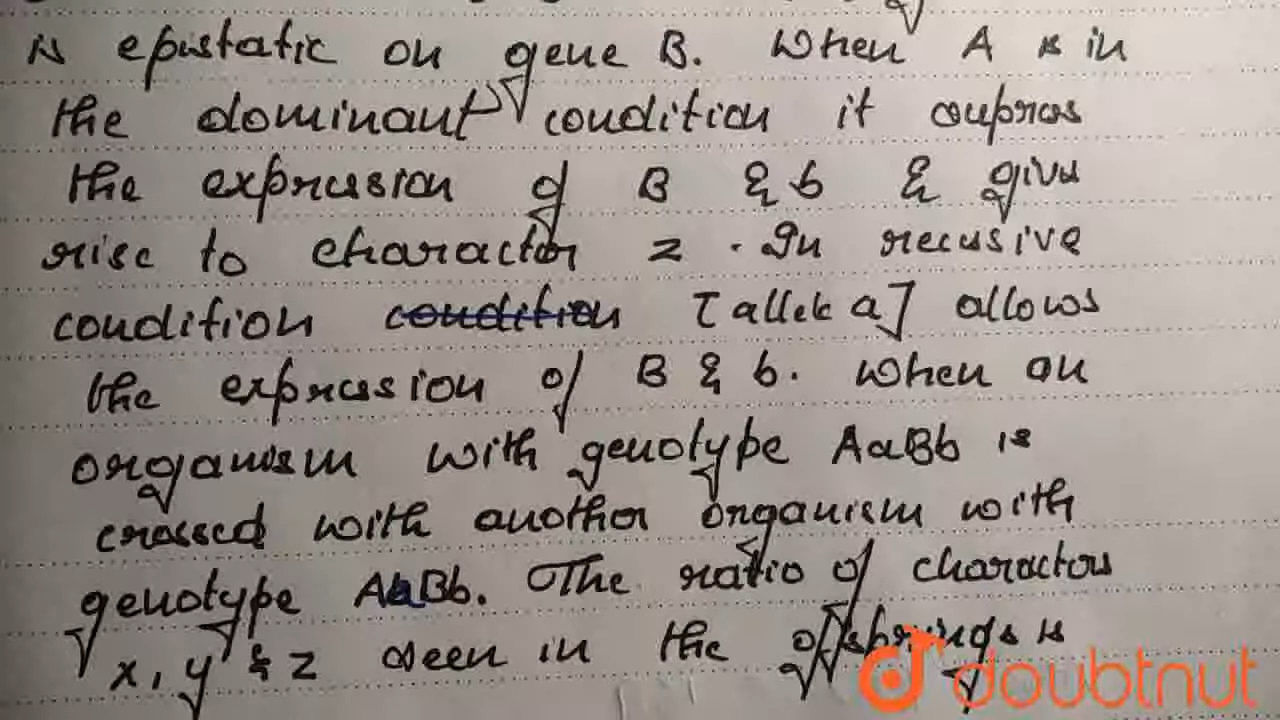 is epistatic on gene B. When A is in
the dominant condition it supress
the expression of B & b & gives
rise to character z. In recessive
condition condition [allele a] allows
the expression of B & b. When an
organism with genotype AaBb is
crossed with another organism with
genotype AaBb. The ratio of characters
x, y & z seen in the offsprings is
doubtnut